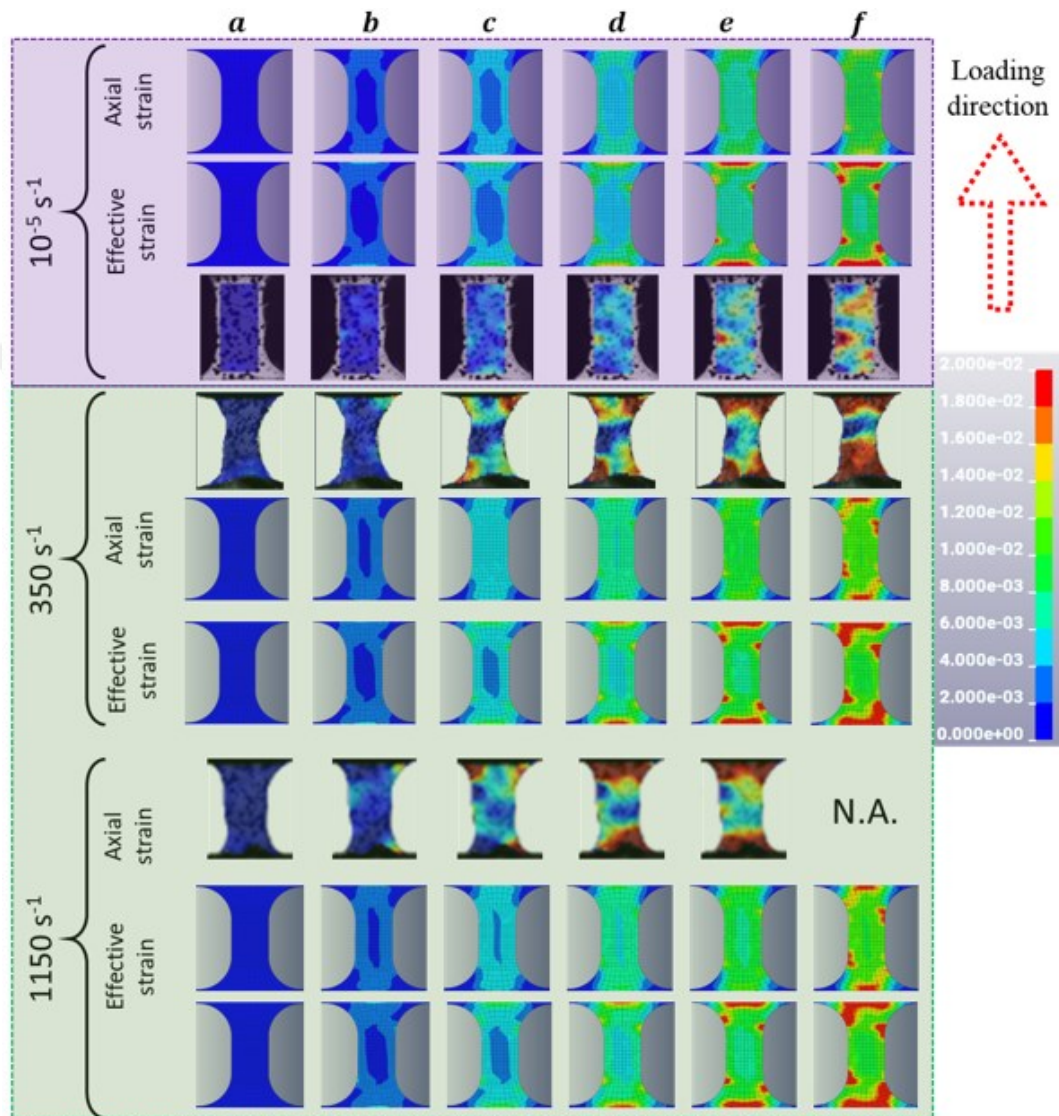 a b c d e f
Loading
direction
10⁻⁵ s⁻¹
Axial
strain
Effective
strain
350 s⁻¹
Axial
strain
Effective
strain
1150 s⁻¹
Axial
strain
Effective
strain
N.A.
2.000e-02
1.800e-02
1.600e-02
1.400e-02
1.200e-02
1.000e-02
8.000e-03
6.000e-03
4.000e-03
2.000e-03
0.000e+00